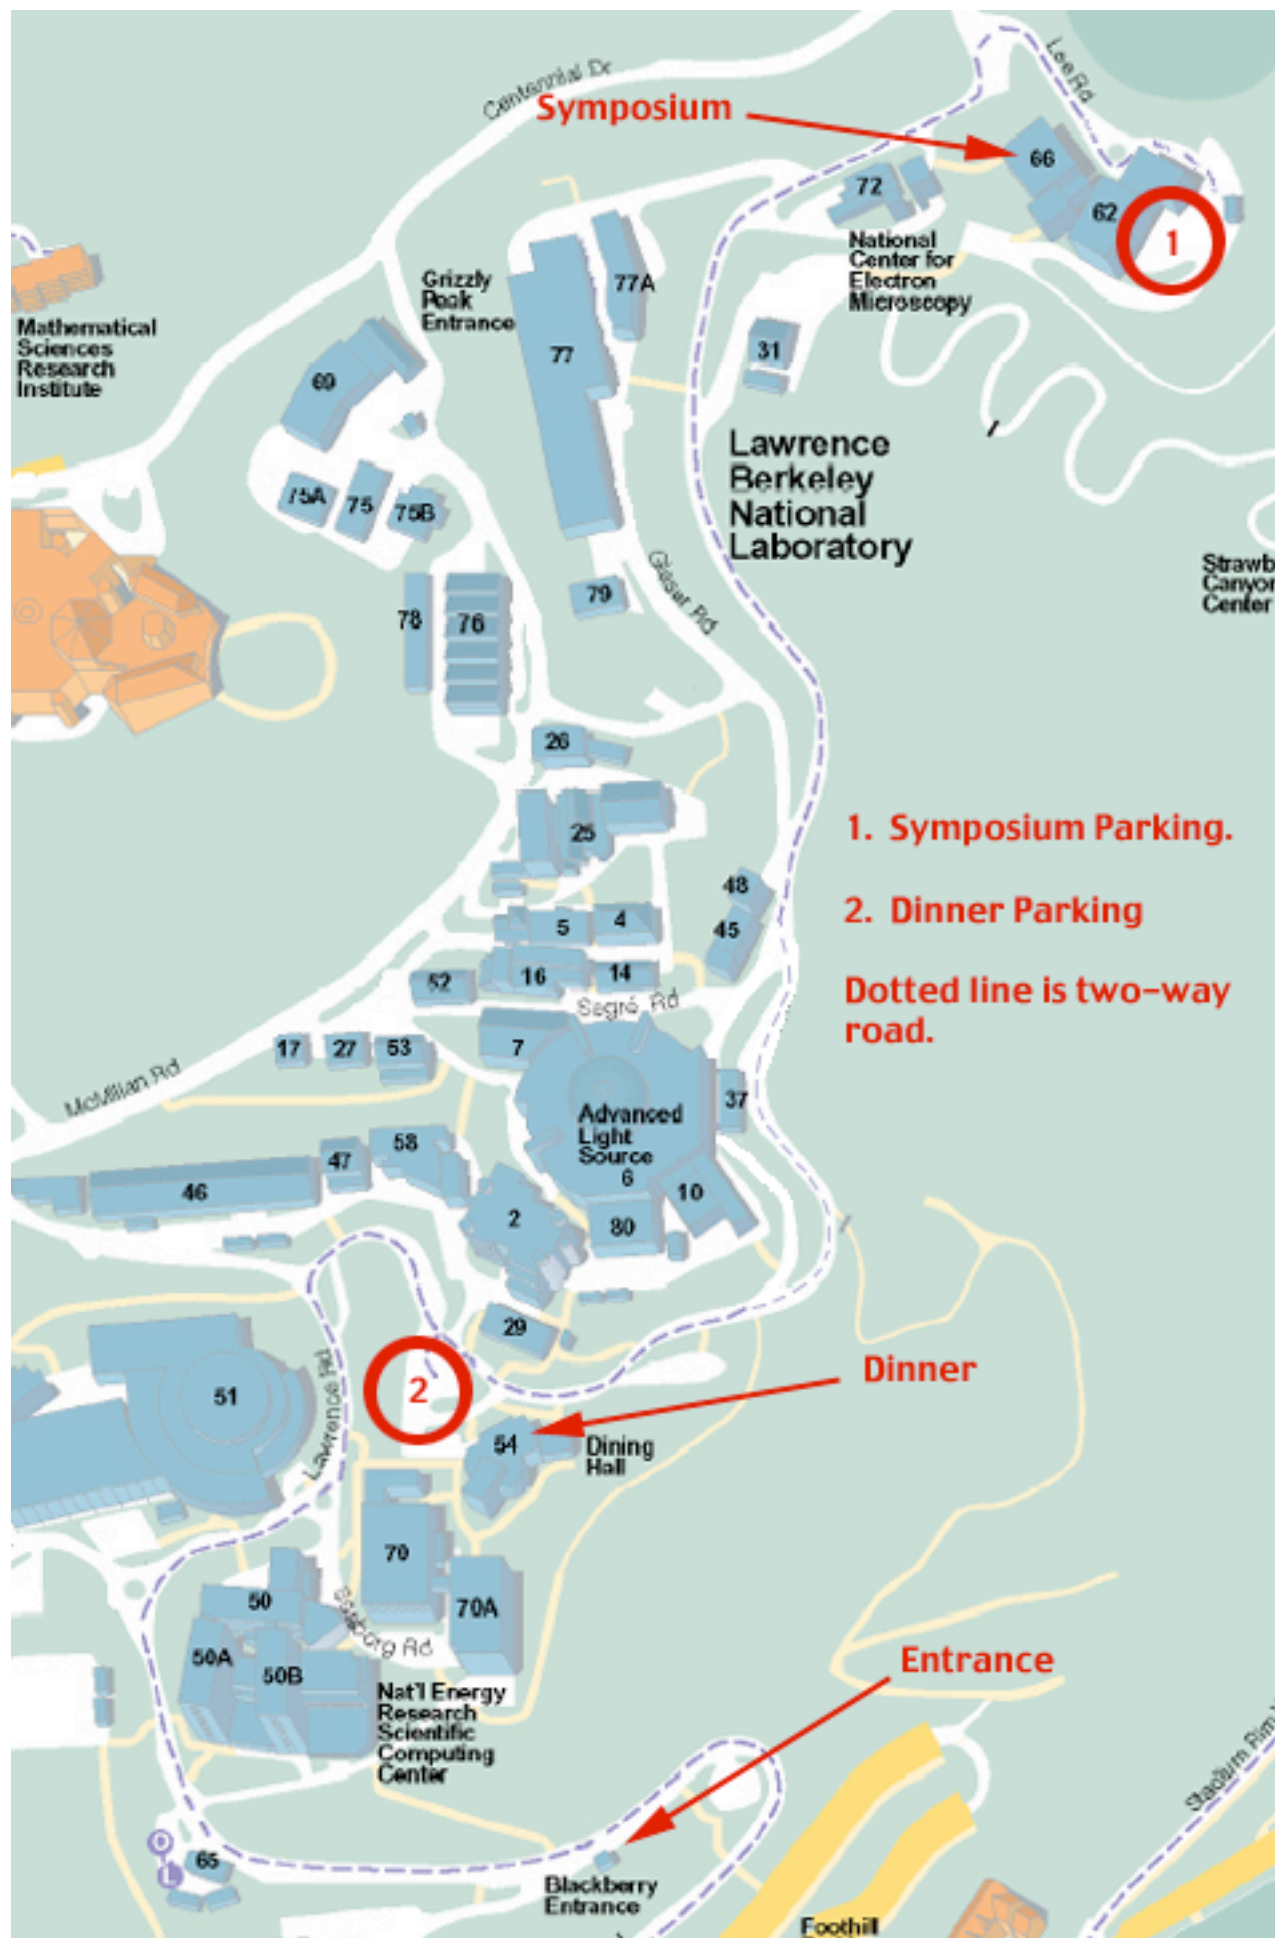 Centennial Dr
Lee Rd
Symposium
66
72
62
1
National
Center for
Electron
Microscopy
Grizzly
Peak
Entrance
77A
77
31
Mathematical
Sciences
Research
Institute
69
Lawrence
Berkeley
National
Laboratory
75A
75
75B
Glaser Rd
79
Strawb
Canyon
Center
78
76
26
25
1. Symposium Parking.
2. Dinner Parking
Dotted line is two-way
road.
48
45
5
4
52
16
14
Segré Rd
17
27
53
7
McMillan Rd
37
Advanced
Light
Source
6
58
47
46
10
2
80
29
Lawrence Rd
51
2
Dinner
54
Dining
Hall
70
70A
50
Seaborg Rd
50A
50B
Entrance
Nat'l Energy
Research
Scientific
Computing
Center
Stadium Rim
65
O
L
Blackberry
Entrance
Foothill